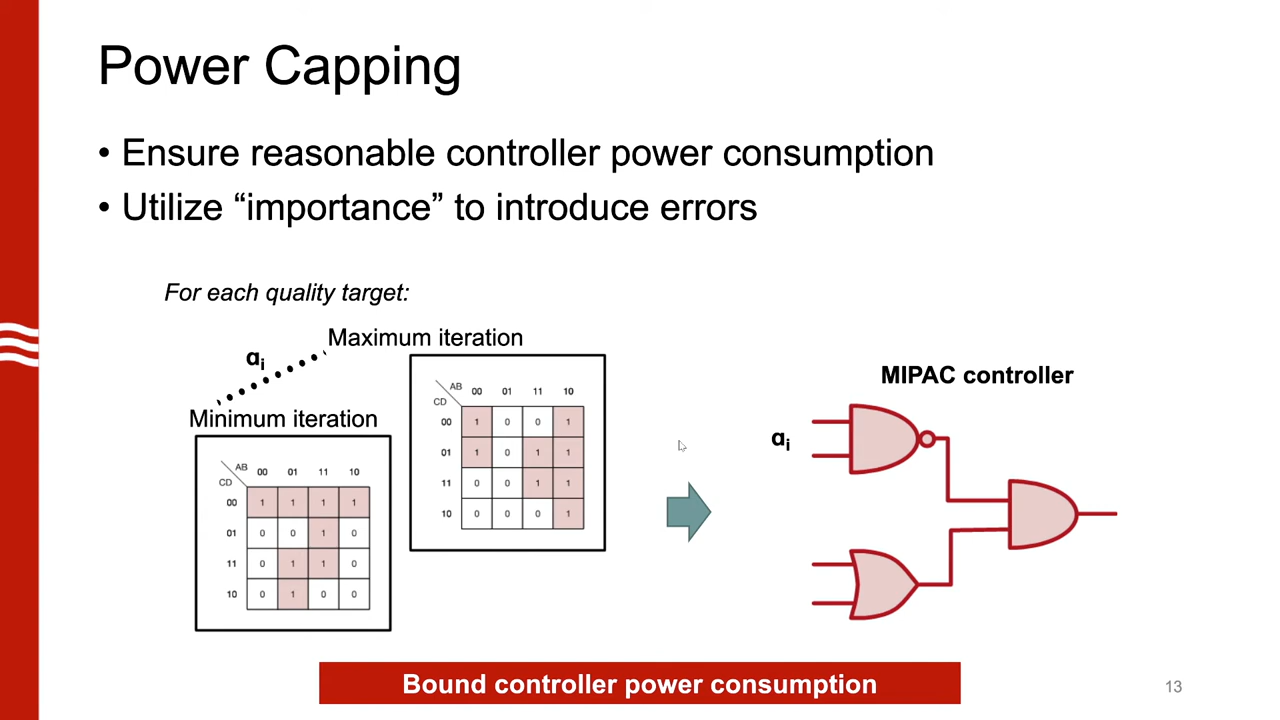 Power Capping
• Ensure reasonable controller power consumption
• Utilize “importance” to introduce errors
For each quality target:
αi
Maximum iteration
AB 00 01 11 10
CD
00 1 0 0 1
01 1 0 1 1
11 0 0 1 1
10 0 0 0 1
Minimum iteration
AB 00 01 11 10
CD
00 1 1 1 1
01 0 0 1 0
11 0 1 1 0
10 0 1 0 0
MIPAC controller
αi
Bound controller power consumption
13